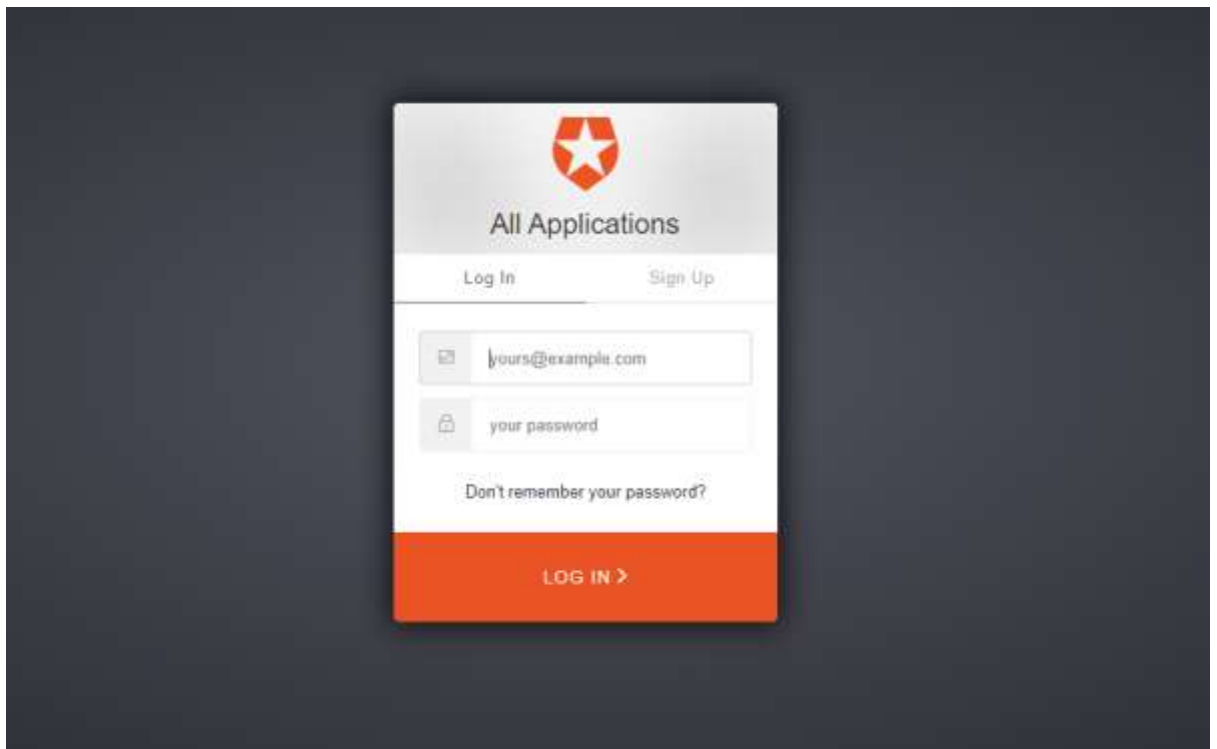 All Applications
Log In Sign Up
yours@example.com
your password
Don't remember your password?
LOG IN >